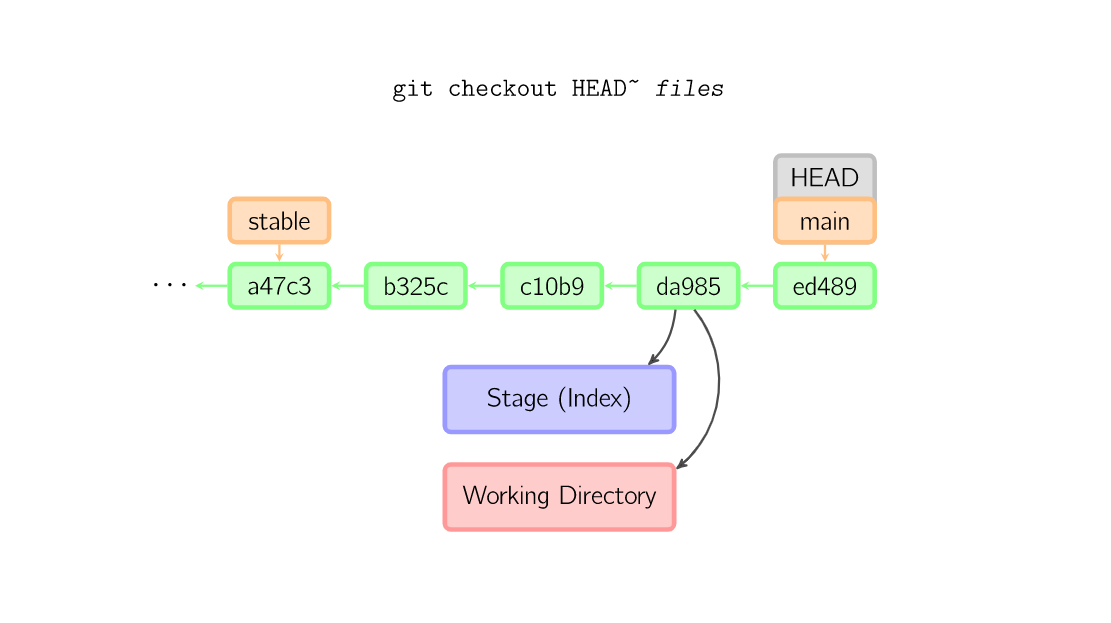 git checkout HEAD~ files
HEAD
stable
main
··· a47c3 b325c c10b9 da985 ed489
Stage (Index)
Working Directory